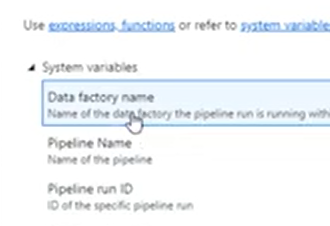 Use expressions, functions or refer to system variable
System variables
Data factory name
Name of the data factory the pipeline run is running with
Pipeline Name
Name of the pipeline
Pipeline run ID
ID of the specific pipeline run